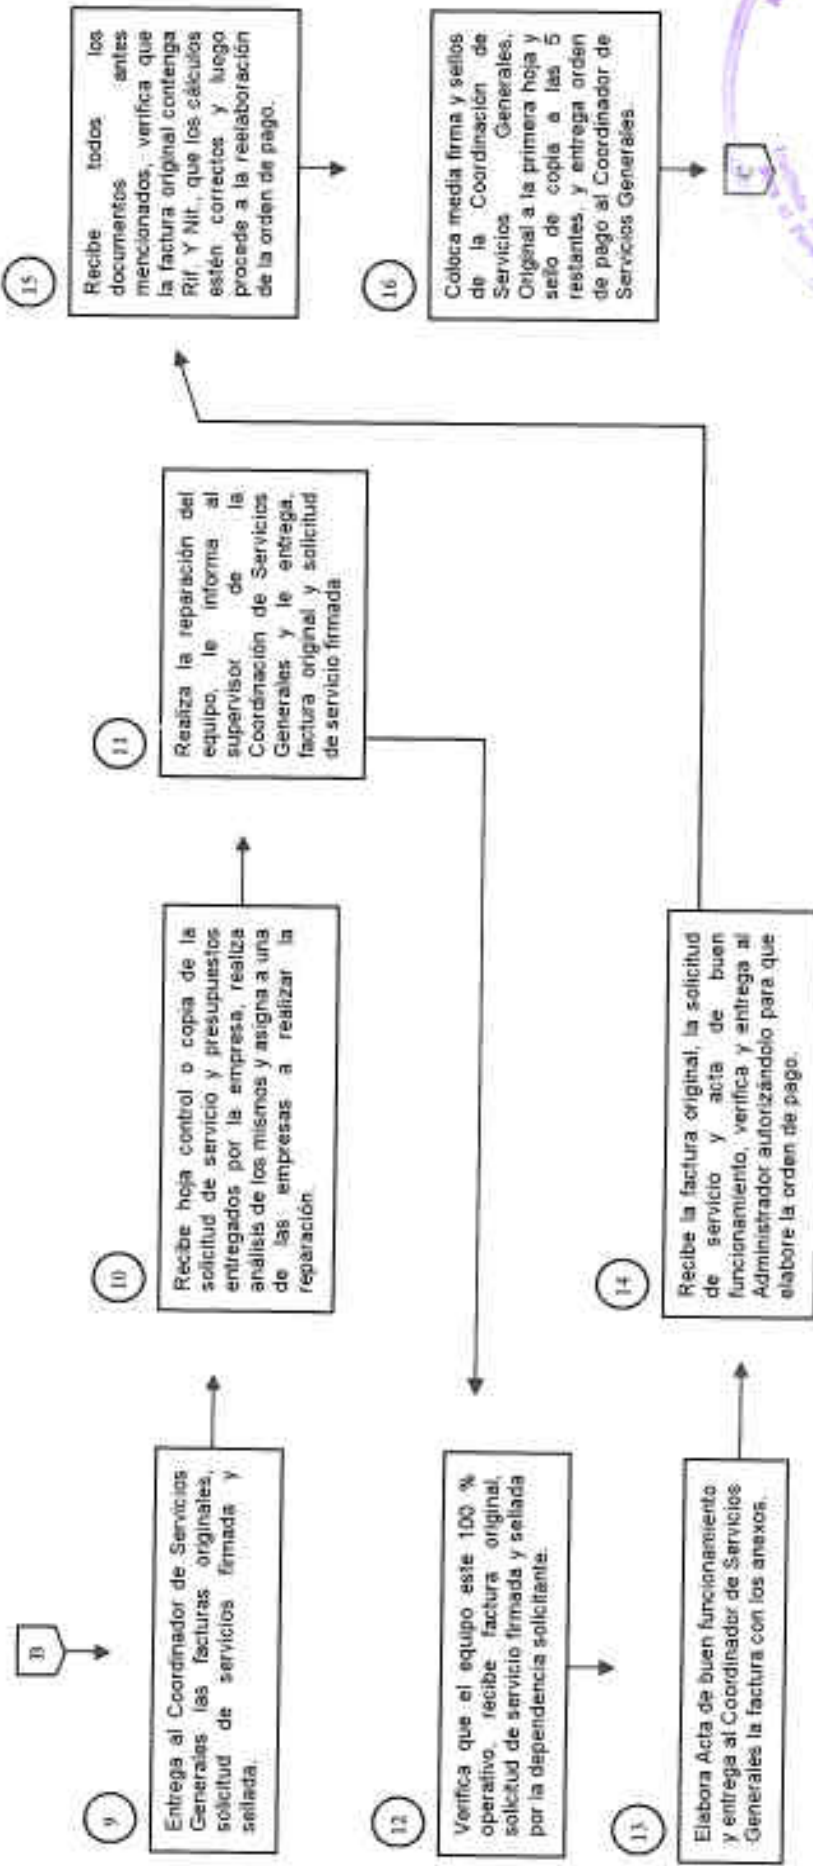 B
9
Entrega al Coordinador de Servicios
Generales las facturas originales,
solicitud de servicios firmada y
sellada.
10
Recibe hoja control o copia de la
solicitud de servicio y presupuestos
entregados por la empresa, realiza
análisis de los mismos y asigna a una
de las empresas a realizar la
reparación.
11
Realiza la reparación del
equipo, le informa al
supervisor de la
Coordinación de Servicios
Generales y le entrega,
factura original y solicitud
de servicio firmada
12
Verifica que el equipo este 100 %
operativo, recibe factura original,
solicitud de servicio firmada y sellada
por la dependencia solicitante.
13
Elabora Acta de buen funcionamiento
y entrega al Coordinador de Servicios
Generales la factura con los anexos.
14
Recibe la factura original, la solicitud
de servicio y acta de buen
funcionamiento, verifica y entrega al
Administrador autorizándolo para que
elabore la orden de pago.
15
Recibe todos los
documentos antes
mencionados, verifica que
la factura original contenga
Rif. Y Nit., que los cálculos
estén correctos y luego
procede a la reelaboración
de la orden de pago.
16
Coloca media firma y sellos
de la Coordinación de
Servicios Generales,
Original a la primera hoja y
sello de copia a las 5
restantes, y entrega orden
de pago al Coordinador de
Servicios Generales.
C